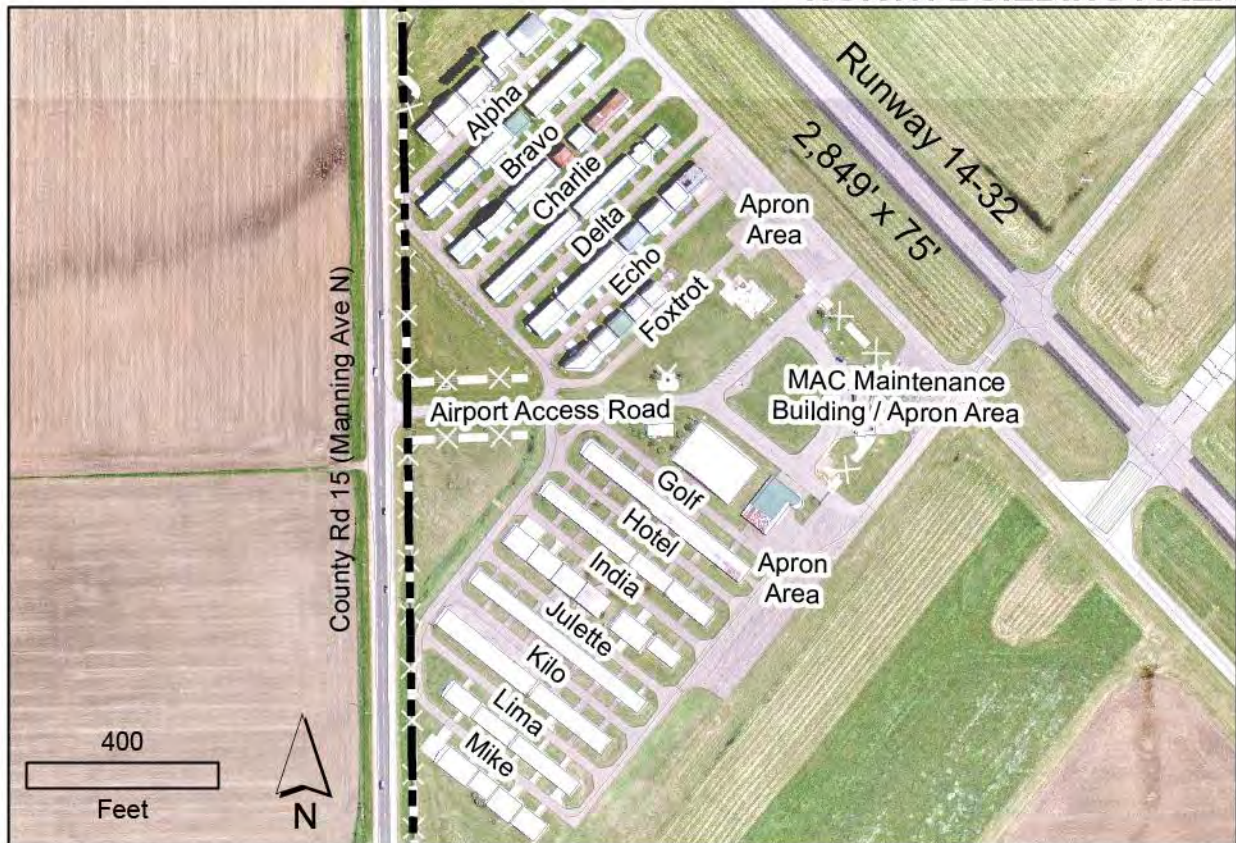 Runway 14-32
2,849' x 75'
Alpha
Bravo
Charlie
Delta
Echo
Foxtrot
Apron
Area
MAC Maintenance
Building / Apron Area
Airport Access Road
County Rd 15 (Manning Ave N)
Golf
Hotel
India
Julette
Kilo
Lima
Mike
Apron
Area
400
Feet
N